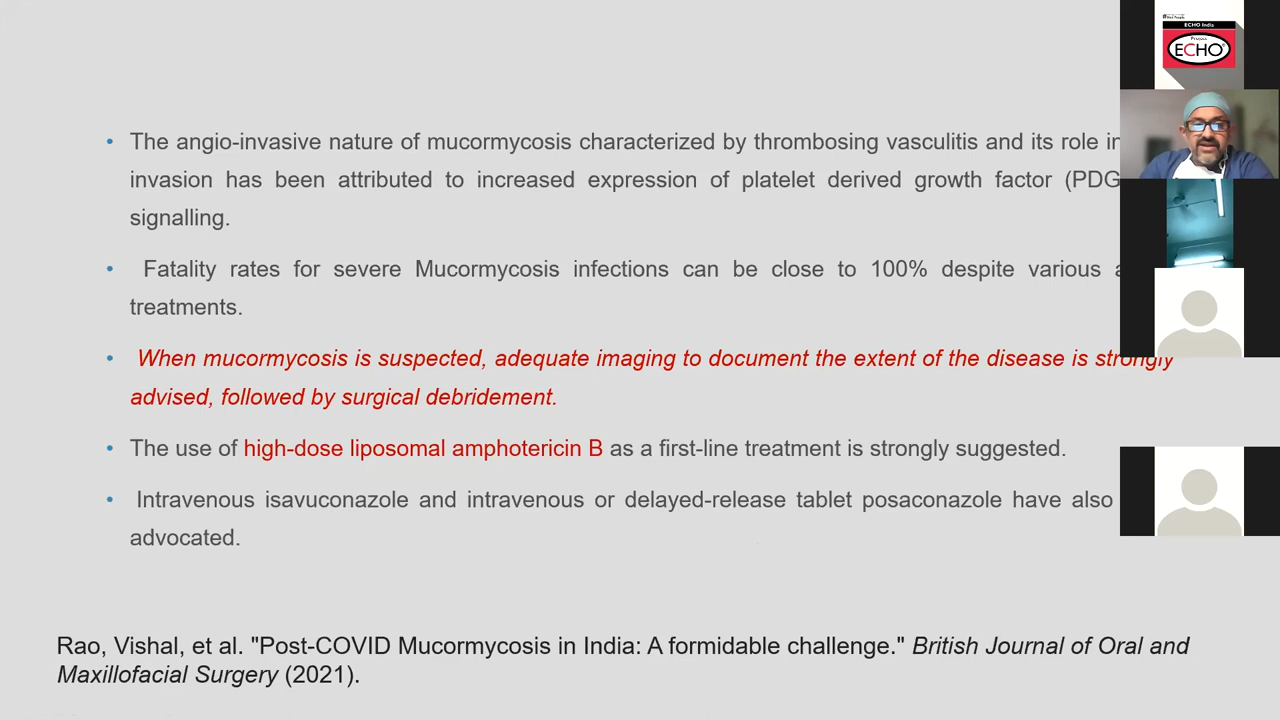 • The angio-invasive nature of mucormycosis characterized by thrombosing vasculitis and its role in
invasion has been attributed to increased expression of platelet derived growth factor (PDG
signalling.
• Fatality rates for severe Mucormycosis infections can be close to 100% despite various
treatments.
• When mucormycosis is suspected, adequate imaging to document the extent of the disease is strongly
advised, followed by surgical debridement.
• The use of high-dose liposomal amphotericin B as a first-line treatment is strongly suggested.
• Intravenous isavuconazole and intravenous or delayed-release tablet posaconazole have also
advocated.
Rao, Vishal, et al. "Post-COVID Mucormycosis in India: A formidable challenge." British Journal of Oral and
Maxillofacial Surgery (2021).
ECHO India
Project
ECHO